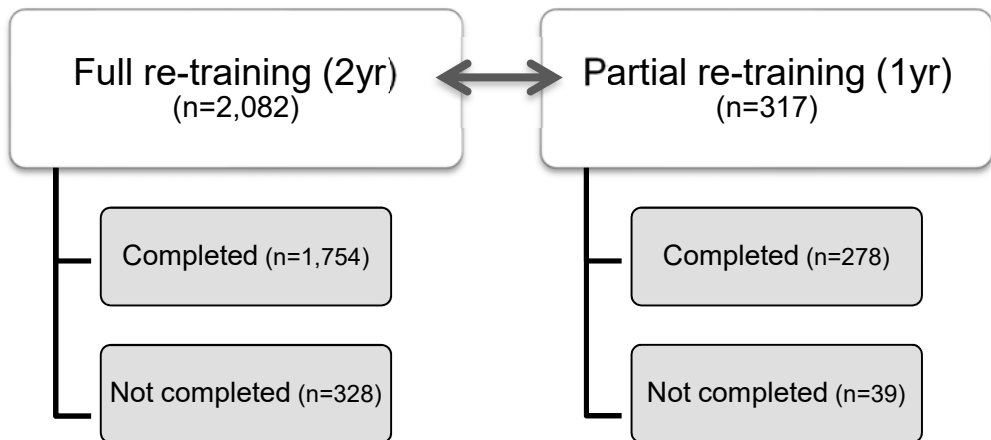 Full re-training (2yr)
(n=2,082)
Partial re-training (1yr)
(n=317)
Completed (n=1,754)
Completed (n=278)
Not completed (n=328)
Not completed (n=39)